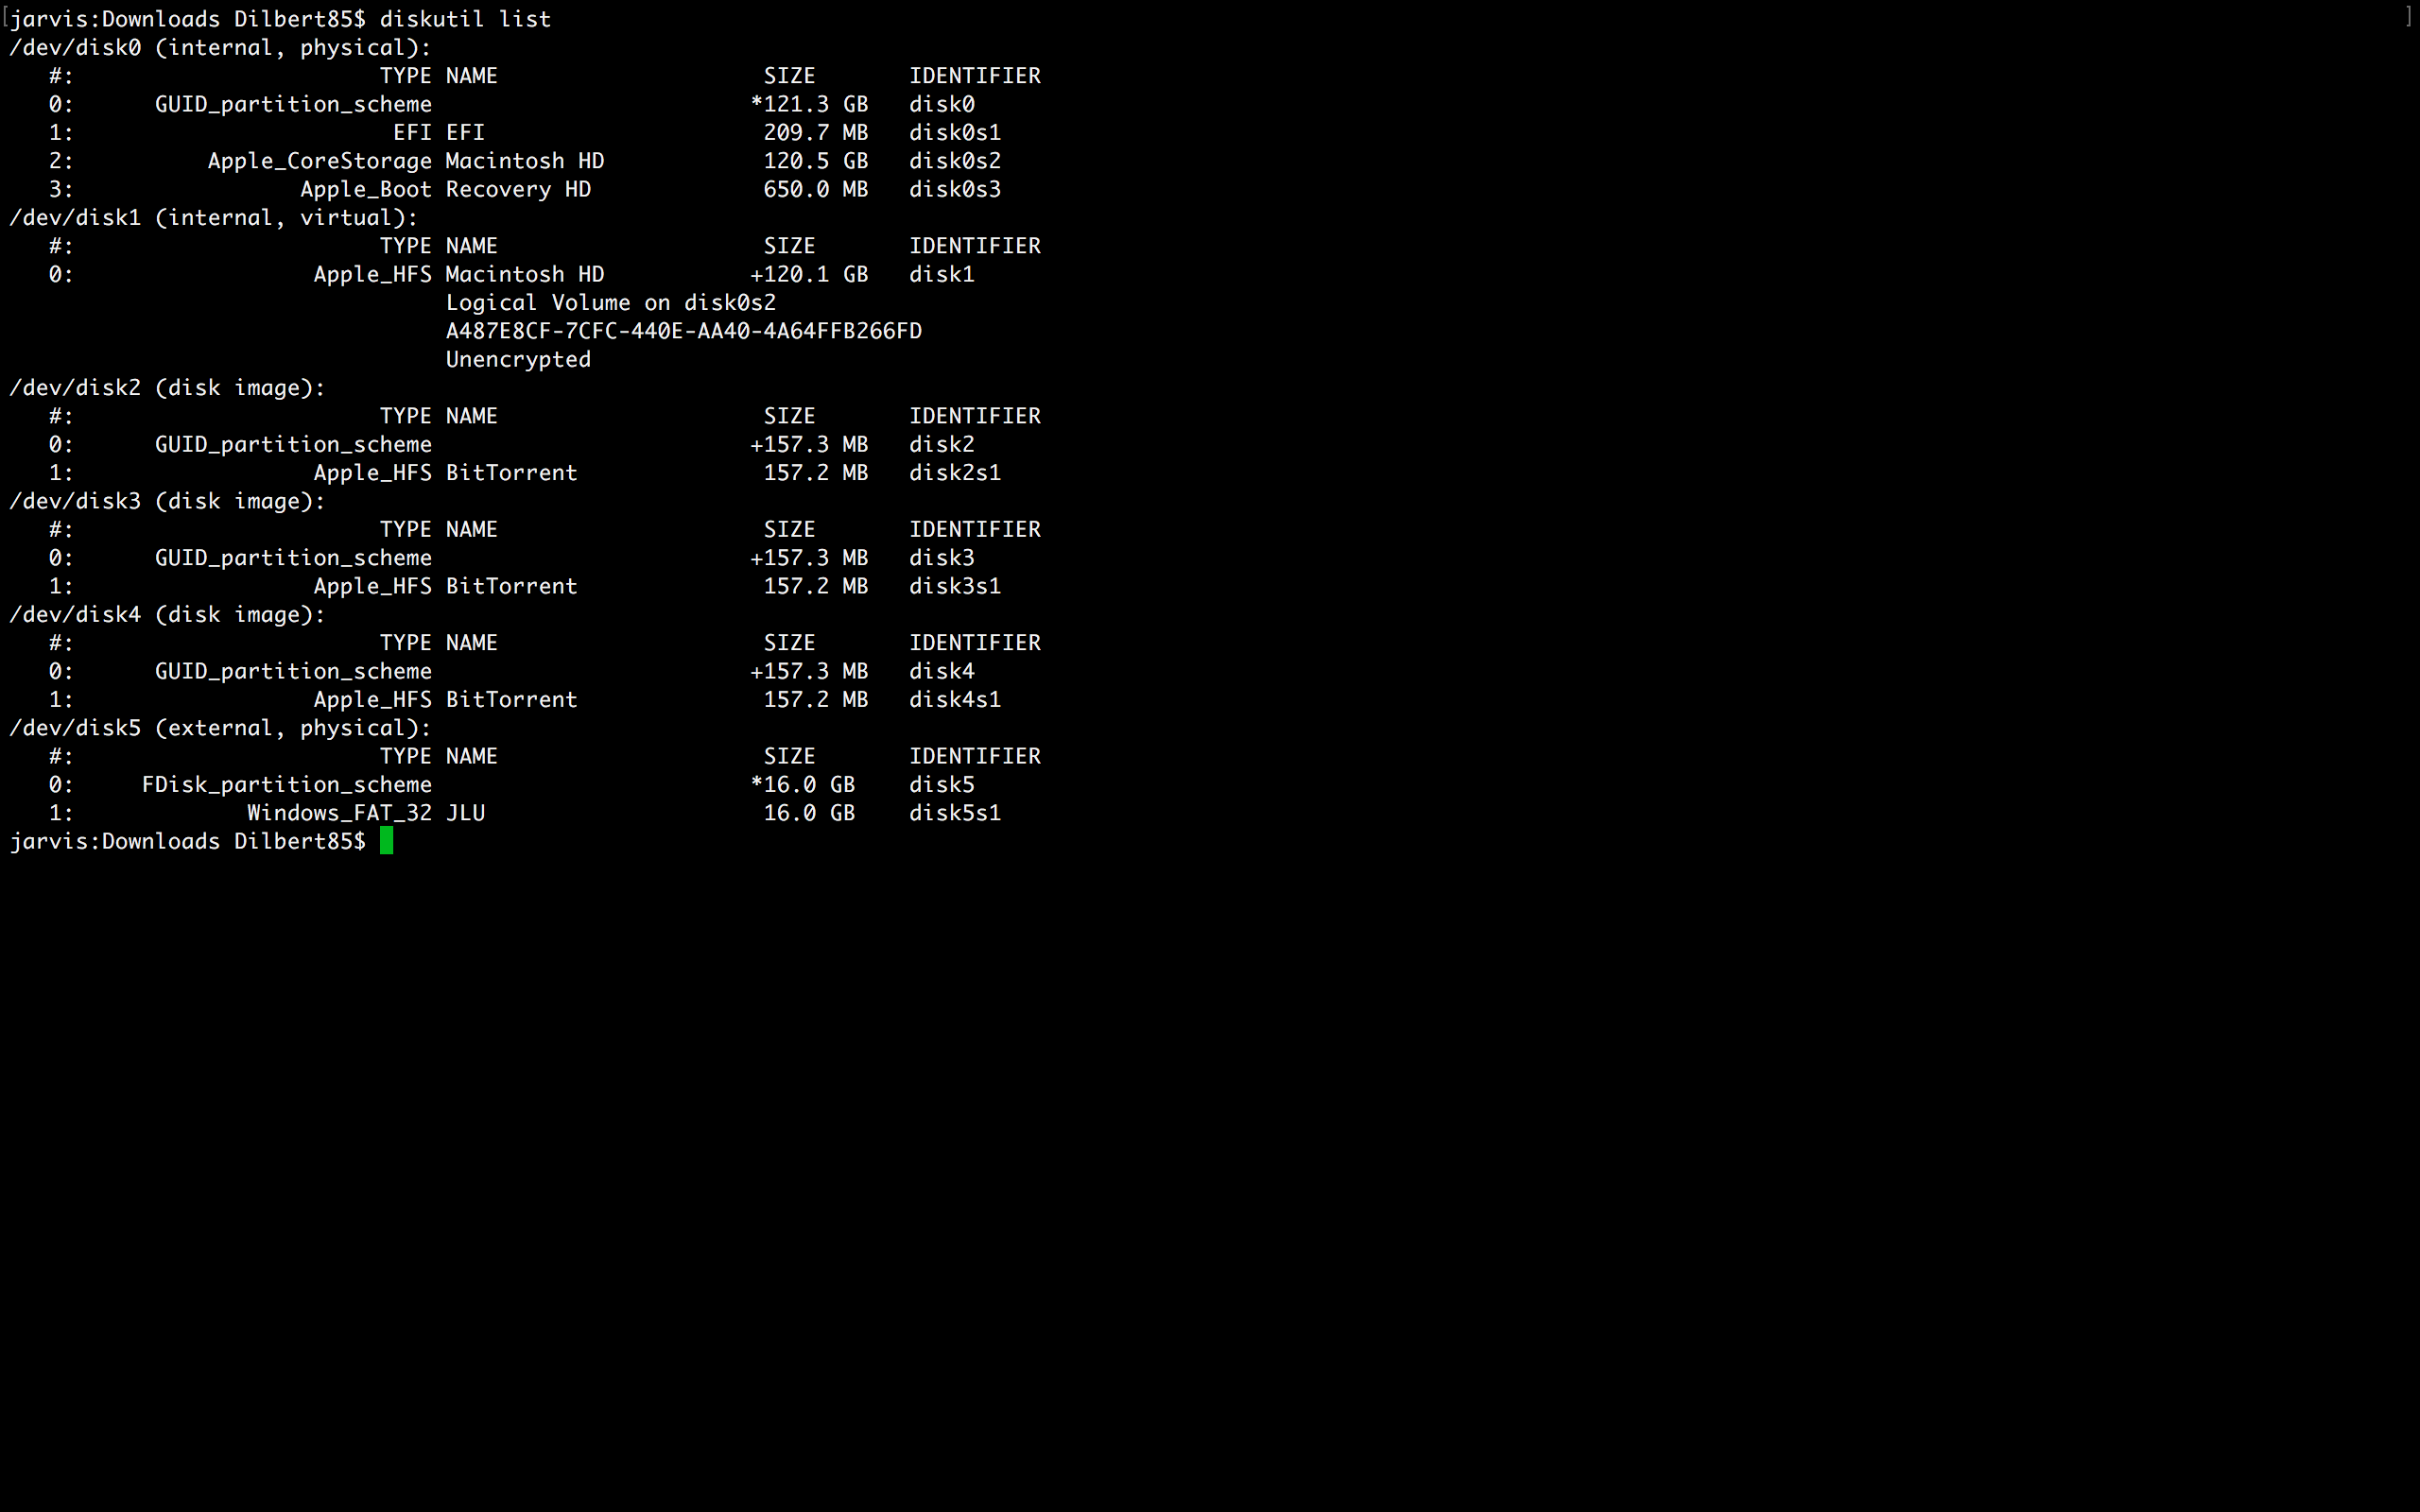 [jarvis:Downloads Dilbert85$ diskutil list ]
/dev/disk0 (internal, physical):
   #:                       TYPE NAME                    SIZE       IDENTIFIER
   0:      GUID_partition_scheme                        *121.3 GB   disk0
   1:                        EFI EFI                     209.7 MB   disk0s1
   2:          Apple_CoreStorage Macintosh HD            120.5 GB   disk0s2
   3:                 Apple_Boot Recovery HD             650.0 MB   disk0s3
/dev/disk1 (internal, virtual):
   #:                       TYPE NAME                    SIZE       IDENTIFIER
   0:                  Apple_HFS Macintosh HD           +120.1 GB   disk1
                                 Logical Volume on disk0s2
                                 A487E8CF-7CFC-440E-AA40-4A64FFB266FD
                                 Unencrypted
/dev/disk2 (disk image):
   #:                       TYPE NAME                    SIZE       IDENTIFIER
   0:      GUID_partition_scheme                        +157.3 MB   disk2
   1:                  Apple_HFS BitTorrent              157.2 MB   disk2s1
/dev/disk3 (disk image):
   #:                       TYPE NAME                    SIZE       IDENTIFIER
   0:      GUID_partition_scheme                        +157.3 MB   disk3
   1:                  Apple_HFS BitTorrent              157.2 MB   disk3s1
/dev/disk4 (disk image):
   #:                       TYPE NAME                    SIZE       IDENTIFIER
   0:      GUID_partition_scheme                        +157.3 MB   disk4
   1:                  Apple_HFS BitTorrent              157.2 MB   disk4s1
/dev/disk5 (external, physical):
   #:                       TYPE NAME                    SIZE       IDENTIFIER
   0:     FDisk_partition_scheme                        *16.0 GB    disk5
   1:             Windows_FAT_32 JLU                     16.0 GB    disk5s1
jarvis:Downloads Dilbert85$